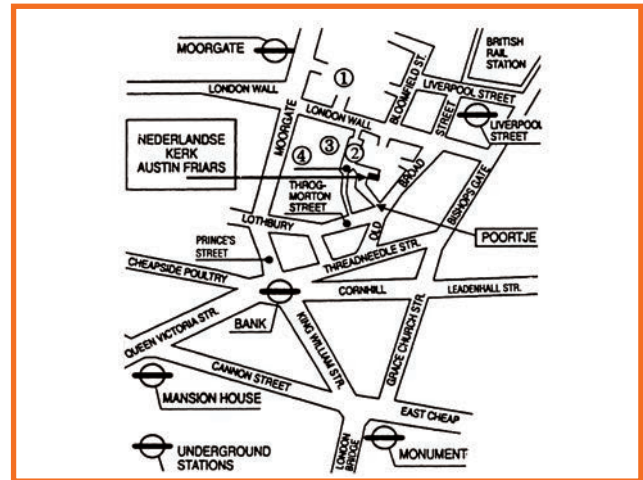 MOORGATE
BRITISH
RAIL
STATION
①
BLOOMFIELD ST.
LIVERPOOL STREET
LONDON WALL
MOORGATE
LONDON WALL
STREET
LIVERPOOL
STREET
NEDERLANDSE
KERK
AUSTIN FRIARS
④
③
②
THROG-
MORTON
STREET
BROAD
OLD
BISHOP'S GATE
LOTHBURY
POORTJE
PRINCE'S
STREET
THREADNEEDLE STR.
CHEAPSIDE POULTRY
CORNHILL
LEADENHALL STR.
BANK
QUEEN VICTORIA STR.
KING WILLIAM STR.
GRACE CHURCH STR.
CANNON STREET
MANSION HOUSE
EAST CHEAP
UNDERGROUND
STATIONS
LONDON
BRIDGE
MONUMENT